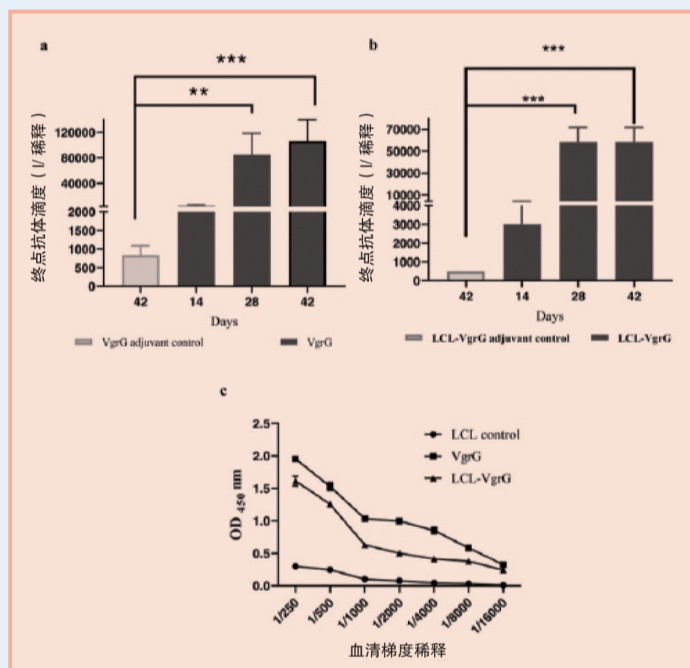 a
***
**
终点抗体滴度（1/ 稀释）
120000
80000
40000
2000
1500
1000
500
0
42 14 28 42
Days
VgrG adjuvant control VgrG
b
***
***
终点抗体滴度（1/ 稀释）
70000
50000
30000
10000
4000
3000
2000
1000
0
42 14 28 42
Days
LCL-VgrG adjuvant control LCL-VgrG
c
OD 450 nm
2.5
2.0
1.5
1.0
0.5
0.0
LCL control
VgrG
LCL-VgrG
1/250 1/500 1/1000 1/2000 1/4000 1/8000 1/16000
血清梯度稀释